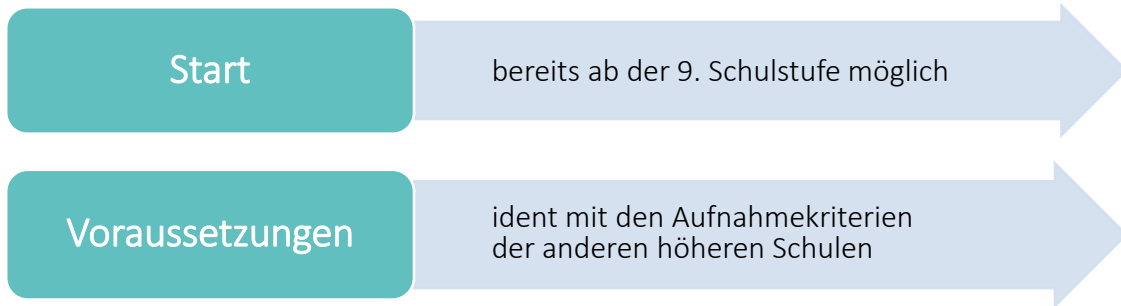 Start
bereits ab der 9. Schulstufe möglich
Voraussetzungen
ident mit den Aufnahmekriterien
der anderen höheren Schulen